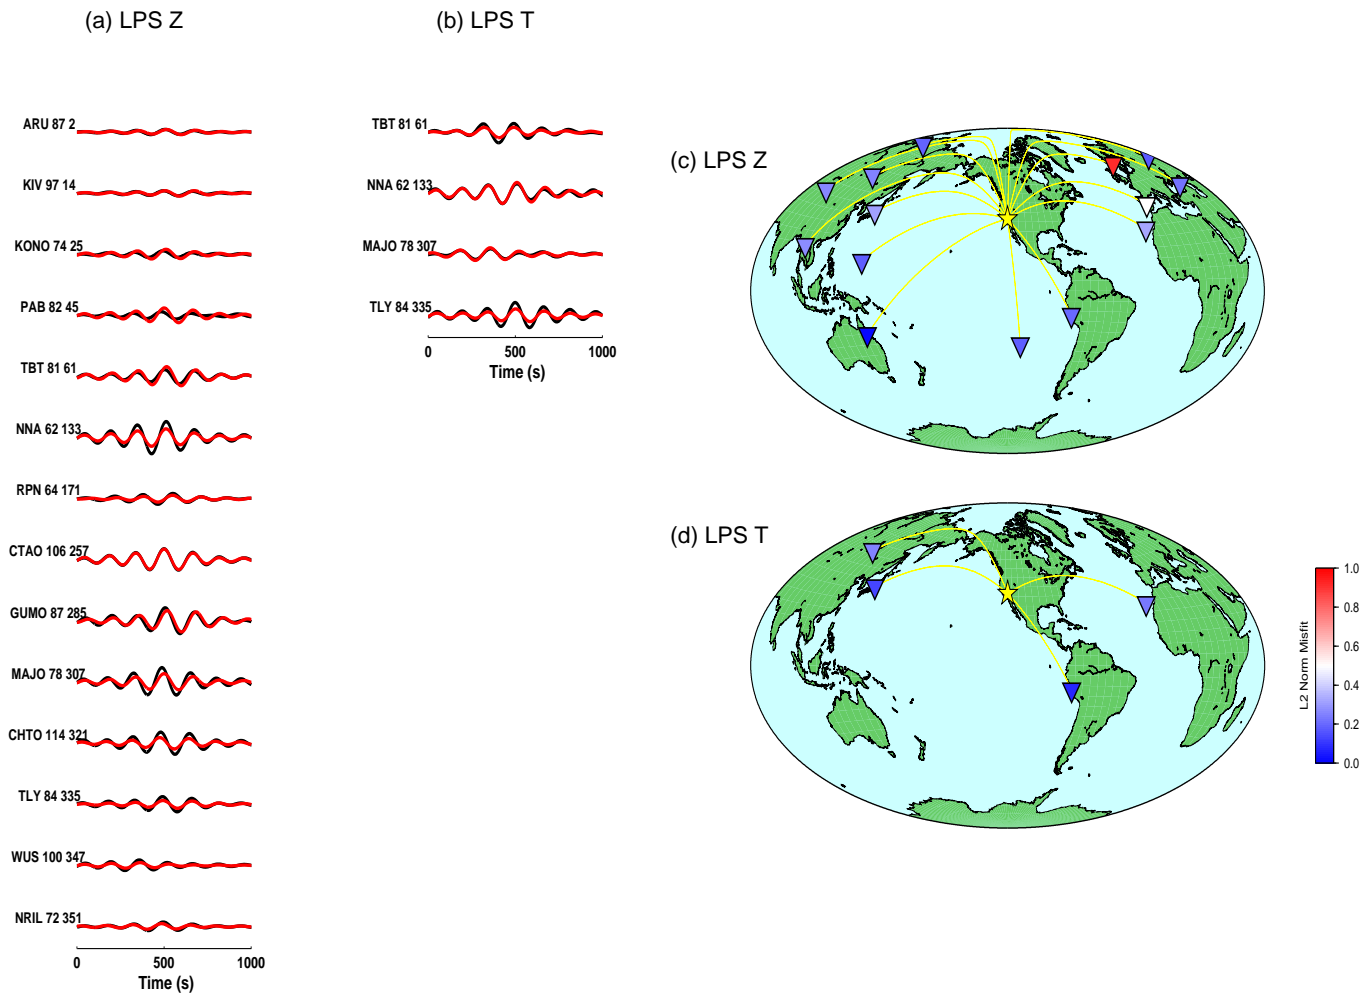 (a) LPS Z
ARU 87 2
KIV 97 14
KONO 74 25
PAB 82 45
TBT 81 61
NNA 62 133
RPN 64 171
CTAO 106 257
GUMO 87 285
MAJO 78 307
CHTO 114 321
TLY 84 335
WUS 100 347
NRIL 72 351
0 500 1000
Time (s)
(b) LPS T
TBT 81 61
NNA 62 133
MAJO 78 307
TLY 84 335
0 500 1000
Time (s)
(c) LPS Z
(d) LPS T
L2 Norm Misfit
1.0
0.8
0.6
0.4
0.2
0.0